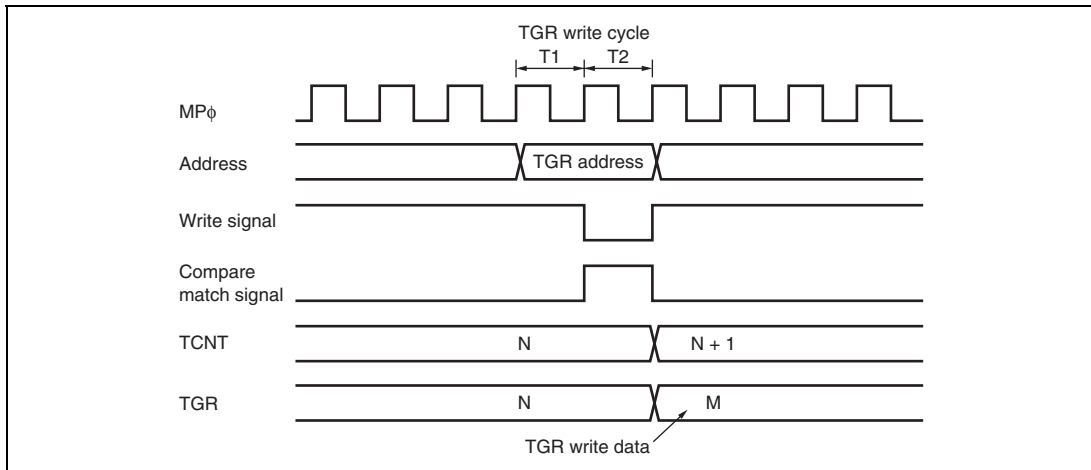 TGR write cycle
T1 T2
MPϕ
Address
TGR address
Write signal
Compare
match signal
TCNT
N
N + 1
TGR
N
M
TGR write data